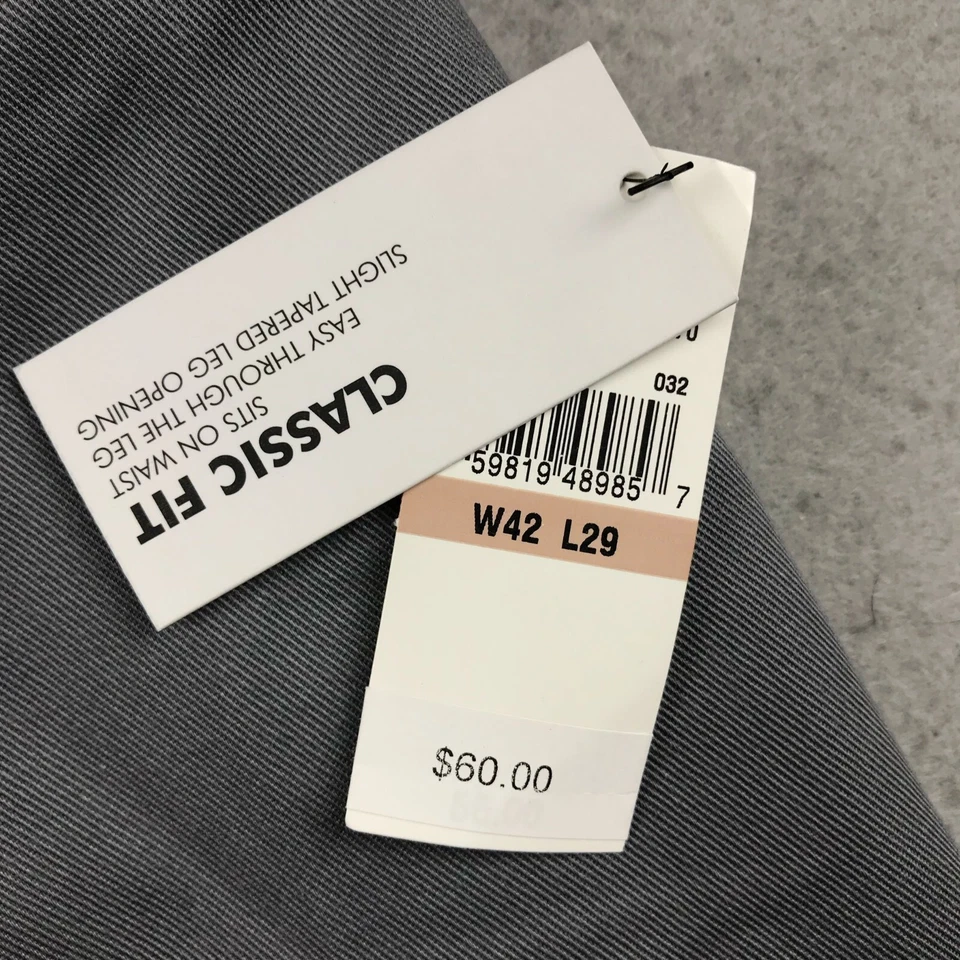 CLASSIC FIT
SITS ON WAIST
EASY THROUGH THE LEG
SLIGHT TAPERED LEG OPENING
032
59819 48985 7
W42 L29
$60.00